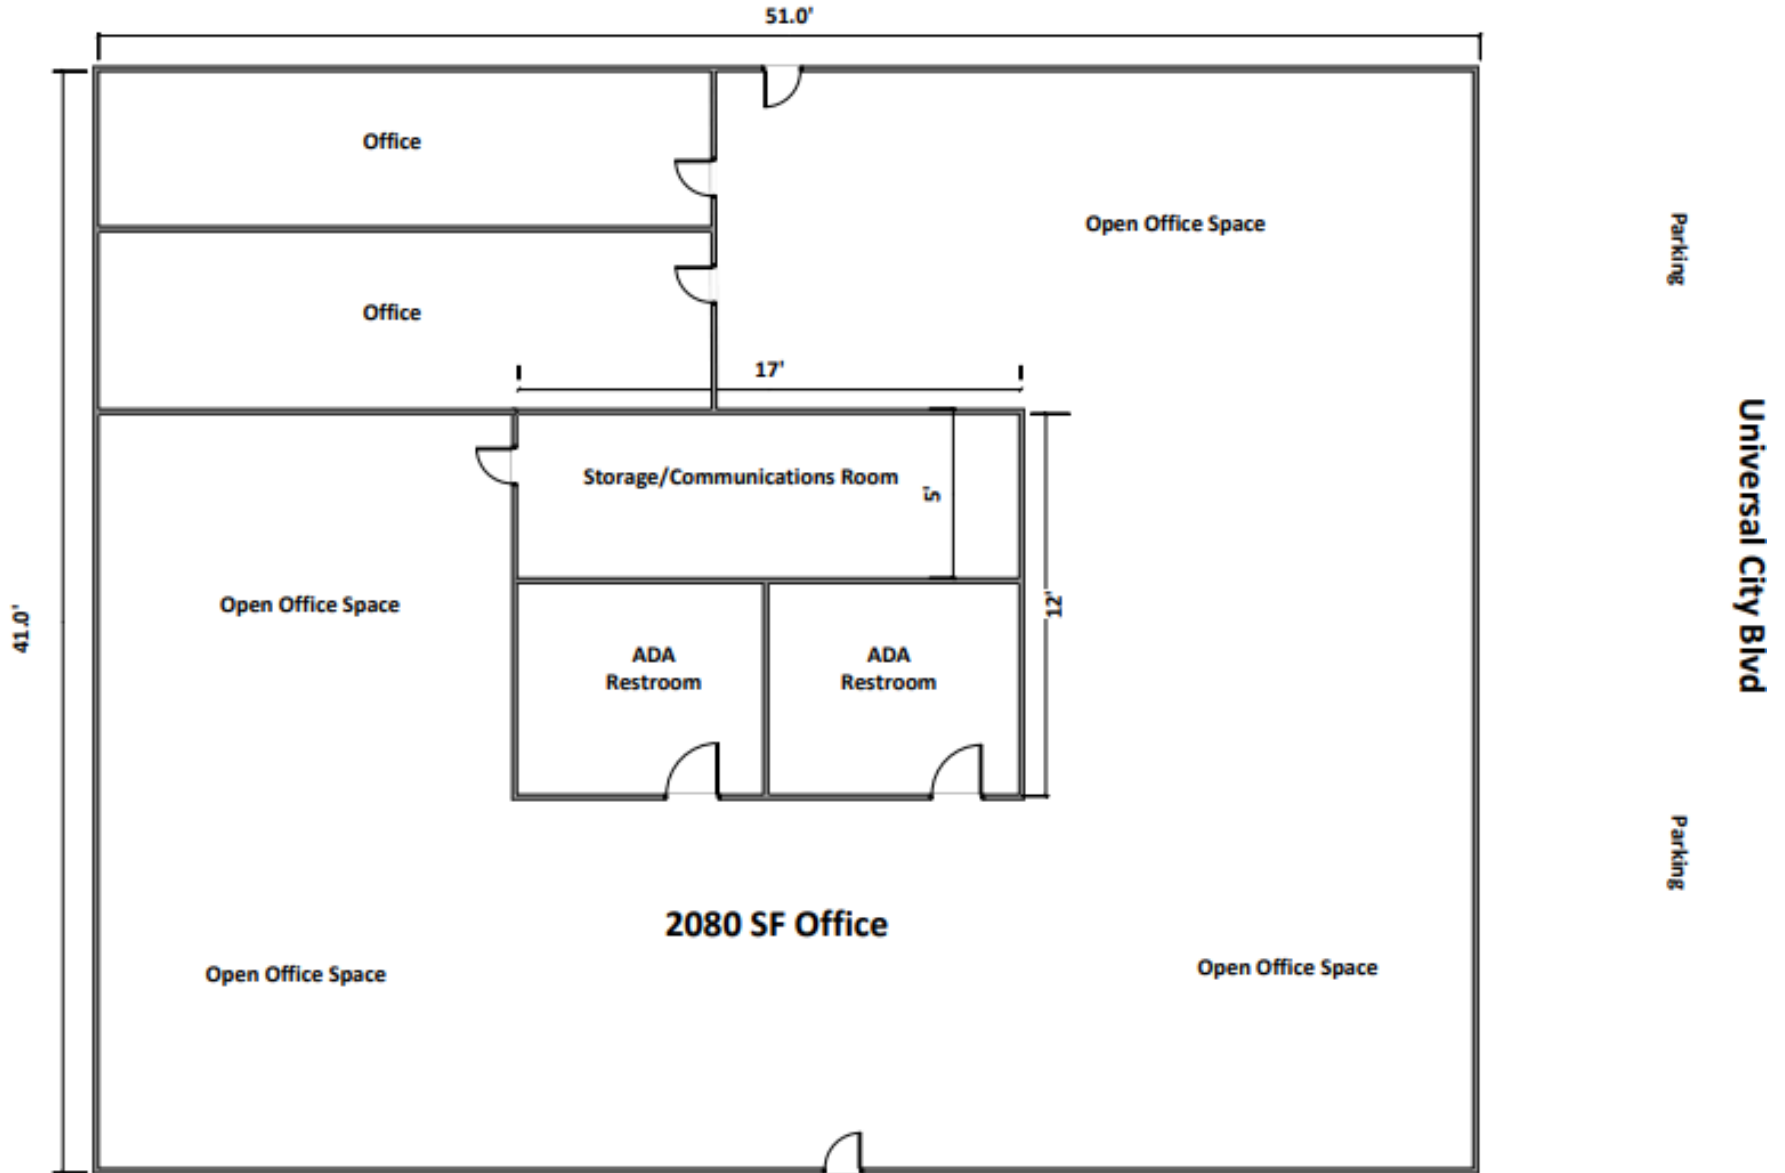 51.0'
Office
Open Office Space
Parking
Office
17'
Universal City Blvd
Storage/Communications Room
5'
Open Office Space
12'
41.0'
ADA
Restroom
ADA
Restroom
Parking
2080 SF Office
Open Office Space
Open Office Space